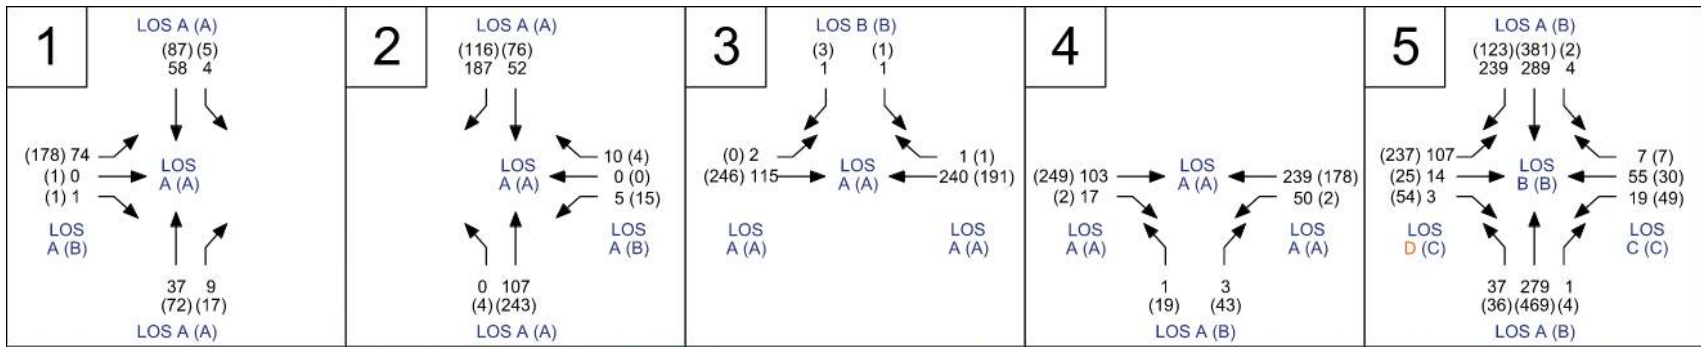 1
LOS A (A)
(87) (5)
58 4
(178) 74
(1) 0
(1) 1
LOS
A (A)
LOS
A (B)
37 9
(72) (17)
LOS A (A)
2
LOS A (A)
(116) (76)
187 52
LOS
A (A)
10 (4)
0 (0)
5 (15)
LOS
A (B)
0 107
(4) (243)
LOS A (A)
3
LOS B (B)
(3) (1)
1 1
(0) 2
(246) 115
LOS
A (A)
1 (1)
240 (191)
LOS
A (A)
LOS
A (A)
4
(249) 103
(2) 17
LOS
A (A)
239 (178)
50 (2)
LOS
A (A)
LOS
A (A)
1 3
(19) (43)
LOS A (B)
5
LOS A (B)
(123) (381) (2)
239 289 4
(237) 107
(25) 14
(54) 3
LOS
B (B)
7 (7)
55 (30)
19 (49)
LOS
D (C)
LOS
C (C)
37 279 1
(36) (469) (4)
LOS A (B)